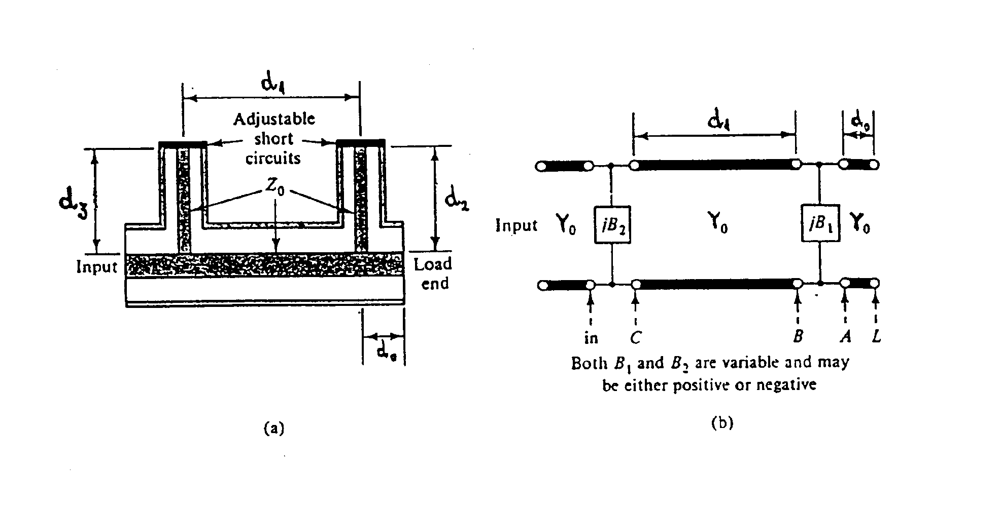 d₁
Adjustable
short
circuits
Z₀
d₃
d₂
Input
Load
end
d₀
(a)
d₁
d₀
Input
Y₀
jB₂
Y₀
jB₁
Y₀
in
C
B
A
L
Both B₁ and B₂ are variable and may
be either positive or negative
(b)